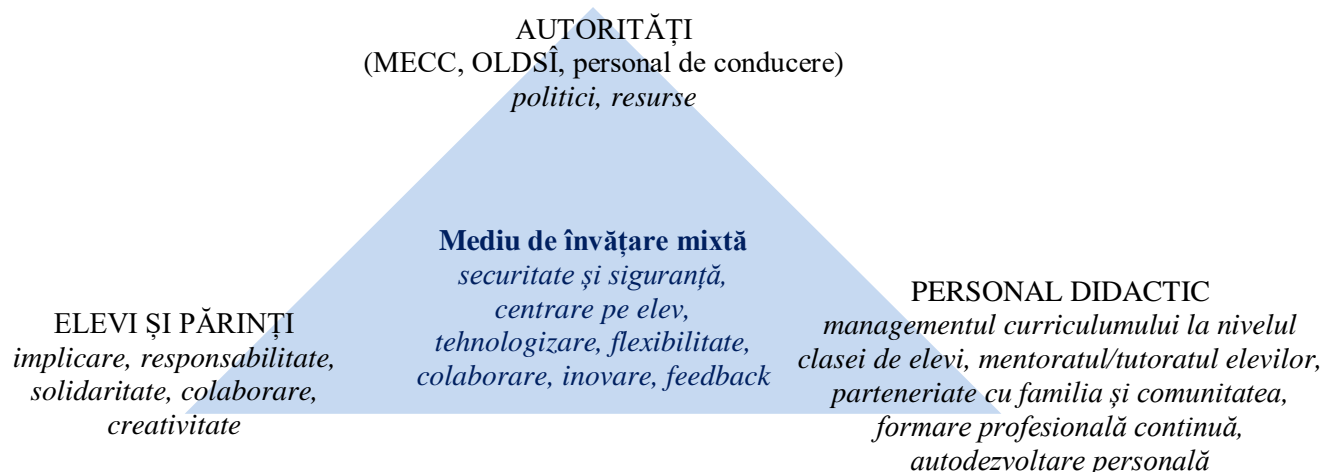 AUTORITĂȚI
(MECC, OLDSÎ, personal de conducere)
politici, resurse
Mediu de învățare mixtă
securitate și siguranță,
centrare pe elev,
tehnologizare, flexibilitate,
colaborare, inovare, feedback
ELEVI ȘI PĂRINȚI
implicare, responsabilitate,
solidaritate, colaborare,
creativitate
PERSONAL DIDACTIC
managementul curriculumului la nivelul
clasei de elevi, mentoratul/tutoratul elevilor,
parteneriate cu familia și comunitatea,
formare profesională continuă,
autodezvoltare personală